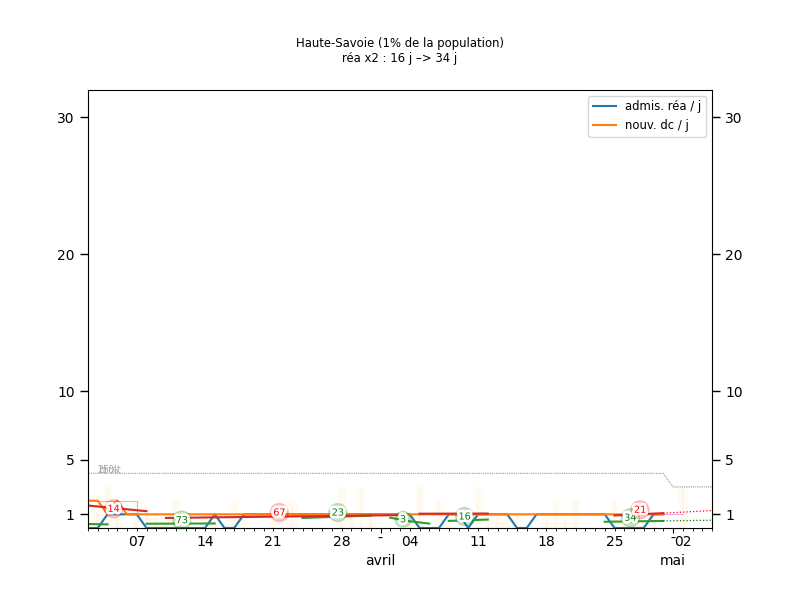 Haute-Savoie (1% de la population)
réa x2 : 16 j –> 34 j
admis. réa / j
nouv. dc / j
30 30
20 20
10 10
5 5
1 1
14 73 67 23 3 16 34 21
07 14 21 28 - 04 11 18 25 - 02
avril mai